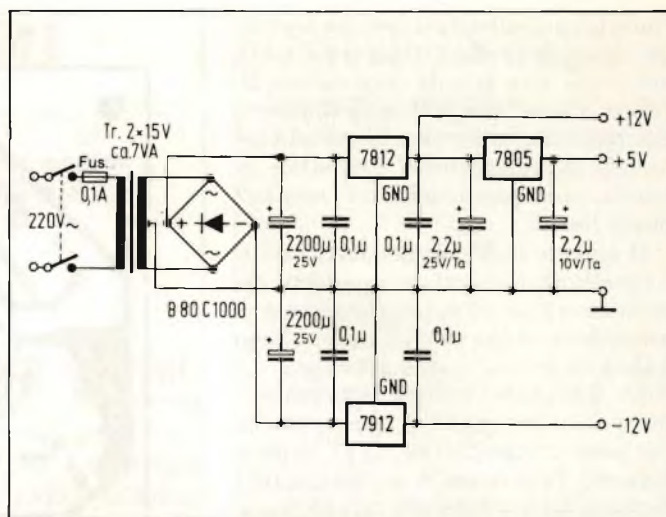 Tr. 2×15V
ca.7VA
Fus.
0,1A
220V
~
~
~
+
-
B 80 C1000
2200µ
25V
0,1µ
7812
GND
0,1µ
2,2µ
25V/Ta
7805
GND
2,2µ
10V/Ta
+12V
+5V
+
2200µ
25V
0,1µ
7912
GND
0,1µ
-12V